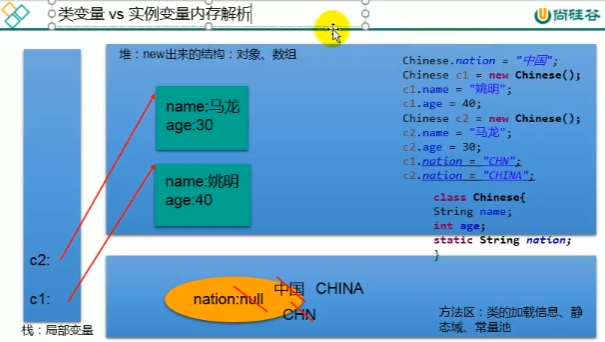 类变量 vs 实例变量内存解析
尚硅谷
堆：new出来的结构：对象、数组
name:马龙
age:30
name:姚明
age:40
c2:
c1:
栈：局部变量
Chinese.nation = "中国";
Chinese c1 = new Chinese();
c1.name = "姚明";
c1.age = 40;
Chinese c2 = new Chinese();
c2.name = "马龙";
c2.age = 30;
c1.nation = "CHN";
c2.nation = "CHINA";
class Chinese{
String name;
int age;
static String nation;
}
nation:null
中国 CHINA
CHN
方法区：类的加载信息、静
态域、常量池